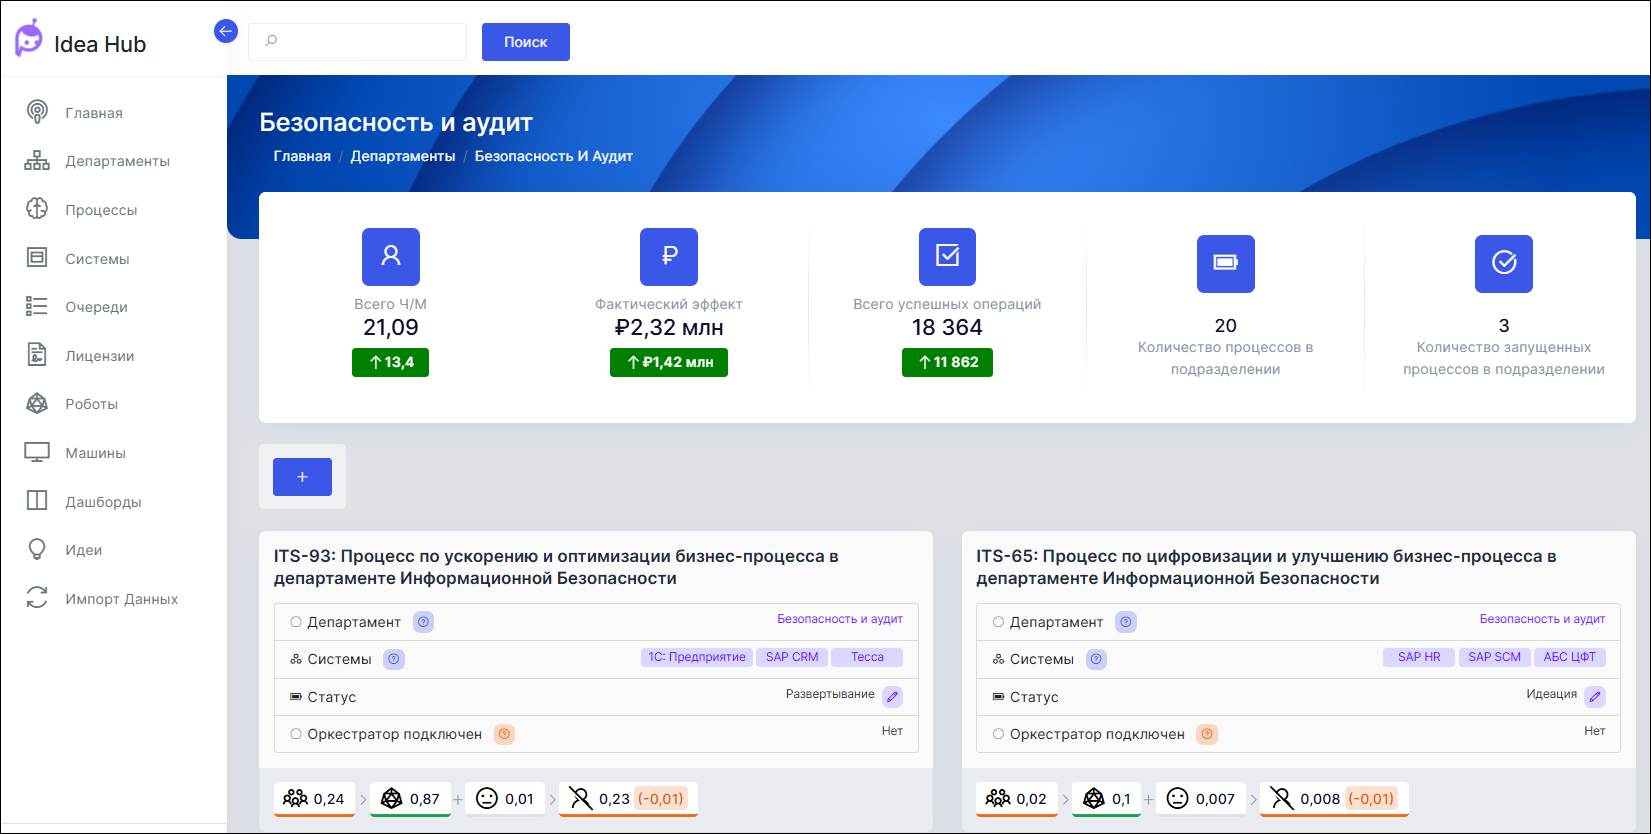 Idea Hub
Поиск
Главная
Департаменты
Процессы
Системы
Очереди
Лицензии
Роботы
Машины
Дашборды
Идеи
Импорт Данных
Безопасность и аудит
Главная / Департаменты / Безопасность И Аудит
Всего Ч/М
21,09
↑13,4
Фактический эффект
₽2,32 млн
↑₽1,42 млн
Всего успешных операций
18 364
↑11 862
20
Количество процессов в
подразделении
3
Количество запущенных
процессов в подразделении
+
ITS-93: Процесс по ускорению и оптимизации бизнес-процесса в
департаменте Информационной Безопасности
Департамент ? Безопасность и аудит
Системы ? 1С: Предприятие SAP CRM Тесса
Статус Развертывание
Оркестратор подключен ? Нет
0,24 > 0,87 + 0,01 > 0,23 (-0,01)
ITS-65: Процесс по цифровизации и улучшению бизнес-процесса в
департаменте Информационной Безопасности
Департамент ? Безопасность и аудит
Системы ? SAP HR SAP SCM АБС ЦФТ
Статус Идеация
Оркестратор подключен ? Нет
0,02 > 0,1 + 0,007 > 0,008 (-0,01)